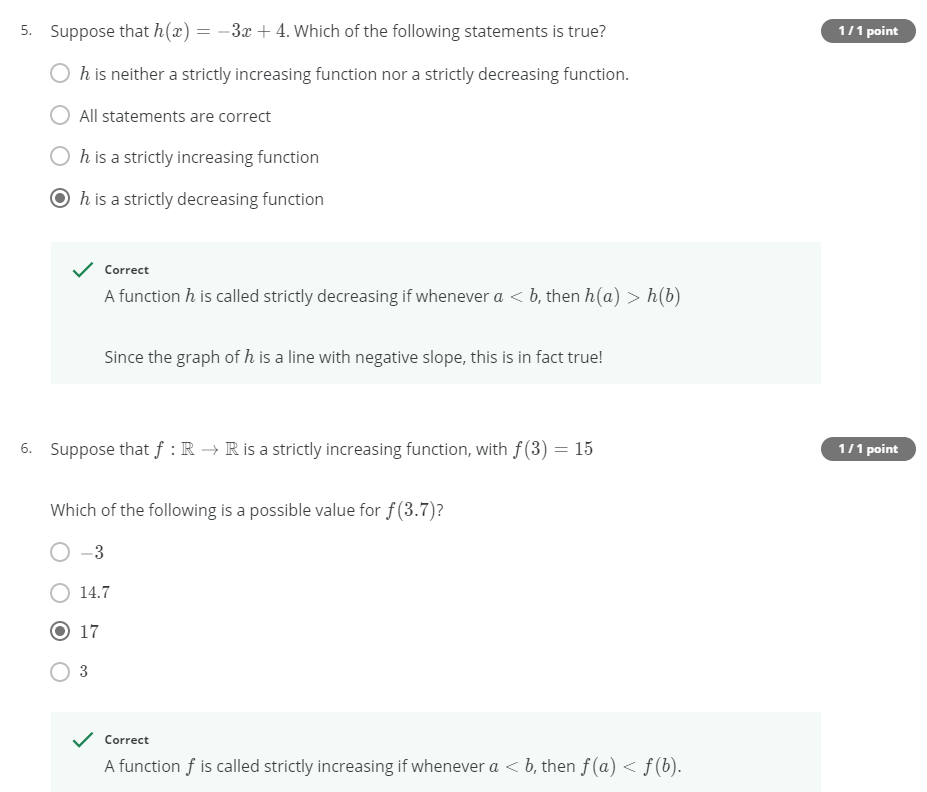 5. Suppose that h(x) = −3x + 4. Which of the following statements is true?
1 / 1 point
h is neither a strictly increasing function nor a strictly decreasing function.
All statements are correct
h is a strictly increasing function
h is a strictly decreasing function
Correct
A function h is called strictly decreasing if whenever a < b, then h(a) > h(b)
Since the graph of h is a line with negative slope, this is in fact true!
6. Suppose that f : ℝ → ℝ is a strictly increasing function, with f(3) = 15
1 / 1 point
Which of the following is a possible value for f(3.7)?
−3
14.7
17
3
Correct
A function f is called strictly increasing if whenever a < b, then f(a) < f(b).